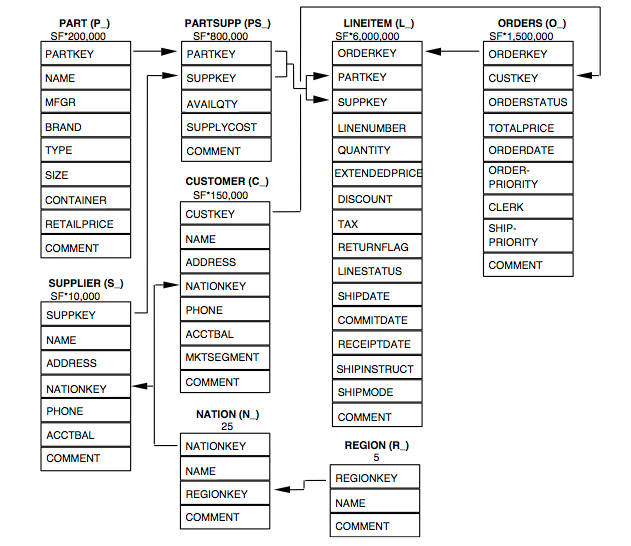 PART (P_)
SF*200,000
PARTKEY
NAME
MFGR
BRAND
TYPE
SIZE
CONTAINER
RETAILPRICE
COMMENT
SUPPLIER (S_)
SF*10,000
SUPPKEY
NAME
ADDRESS
NATIONKEY
PHONE
ACCTBAL
COMMENT
PARTSUPP (PS_)
SF*800,000
PARTKEY
SUPPKEY
AVAILQTY
SUPPLYCOST
COMMENT
CUSTOMER (C_)
SF*150,000
CUSTKEY
NAME
ADDRESS
NATIONKEY
PHONE
ACCTBAL
MKTSEGMENT
COMMENT
NATION (N_)
25
NATIONKEY
NAME
REGIONKEY
COMMENT
LINEITEM (L_)
SF*6,000,000
ORDERKEY
PARTKEY
SUPPKEY
LINENUMBER
QUANTITY
EXTENDEDPRICE
DISCOUNT
TAX
RETURNFLAG
LINESTATUS
SHIPDATE
COMMITDATE
RECEIPTDATE
SHIPINSTRUCT
SHIPMODE
COMMENT
REGION (R_)
5
REGIONKEY
NAME
COMMENT
ORDERS (O_)
SF*1,500,000
ORDERKEY
CUSTKEY
ORDERSTATUS
TOTALPRICE
ORDERDATE
ORDER-
PRIORITY
CLERK
SHIP-
PRIORITY
COMMENT